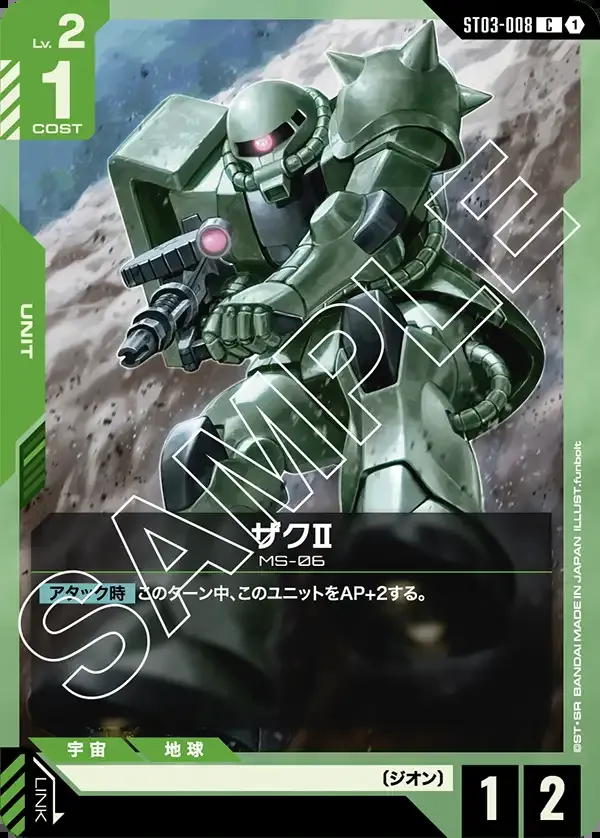 ST03-008 C 1
Lv. 2
1
COST
UNIT
SAMPLE
ザクⅡ
MS-06
アタック時 このターン中、このユニットをAP+2する。
©ST・SR BANDAI MADE IN JAPAN ILLUST.funbolt
宇宙 地球
LINK
〔ジオン〕
1 2